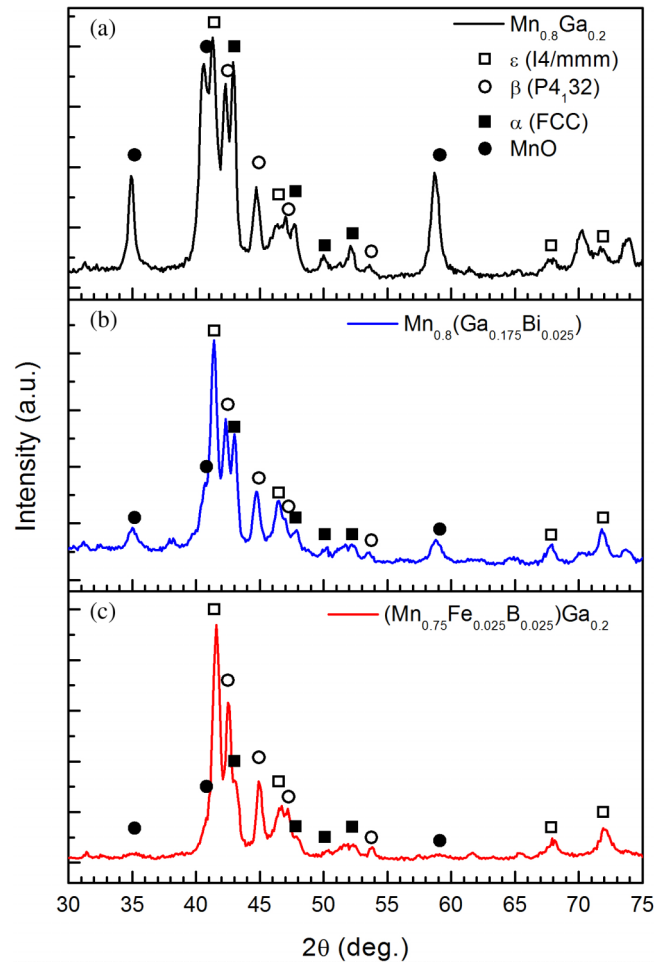 (a)
Mn0.8Ga0.2
ε (I4/mmm)
β (P4132)
α (FCC)
MnO
(b)
Mn0.8(Ga0.175Bi0.025)
(c)
(Mn0.75Fe0.025B0.025)Ga0.2
Intensity (a.u.)
30 35 40 45 50 55 60 65 70 75
2θ (deg.)